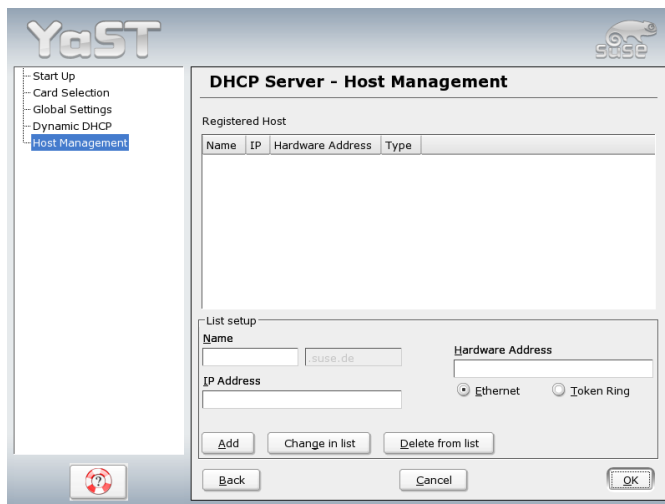 YaST
suse
Start Up
Card Selection
Global Settings
Dynamic DHCP
Host Management
DHCP Server - Host Management
Registered Host
Name IP Hardware Address Type
List setup
Name
.suse.de
Hardware Address
IP Address
Ethernet Token Ring
Add Change in list Delete from list
Back Cancel OK